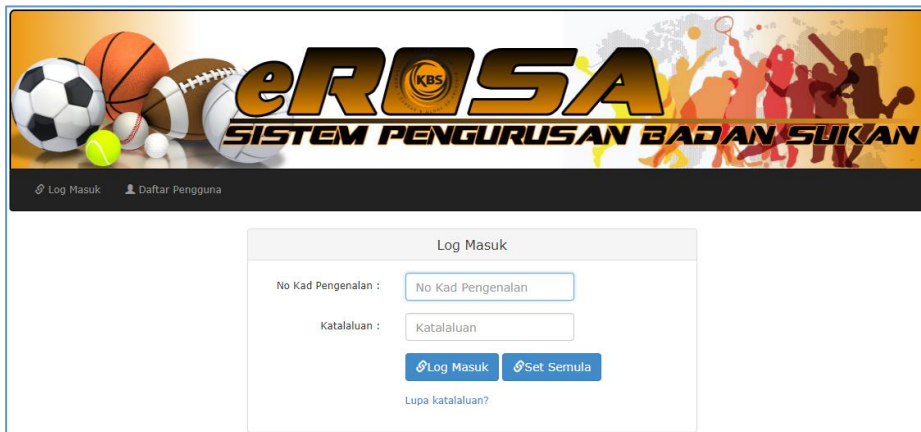 eROSA
KBS
SISTEM PENGURUSAN BADAN SUKAN
Log Masuk Daftar Pengguna
Log Masuk
No Kad Pengenalan : No Kad Pengenalan
Katalaluan : Katalaluan
Log Masuk Set Semula
Lupa katalaluan?